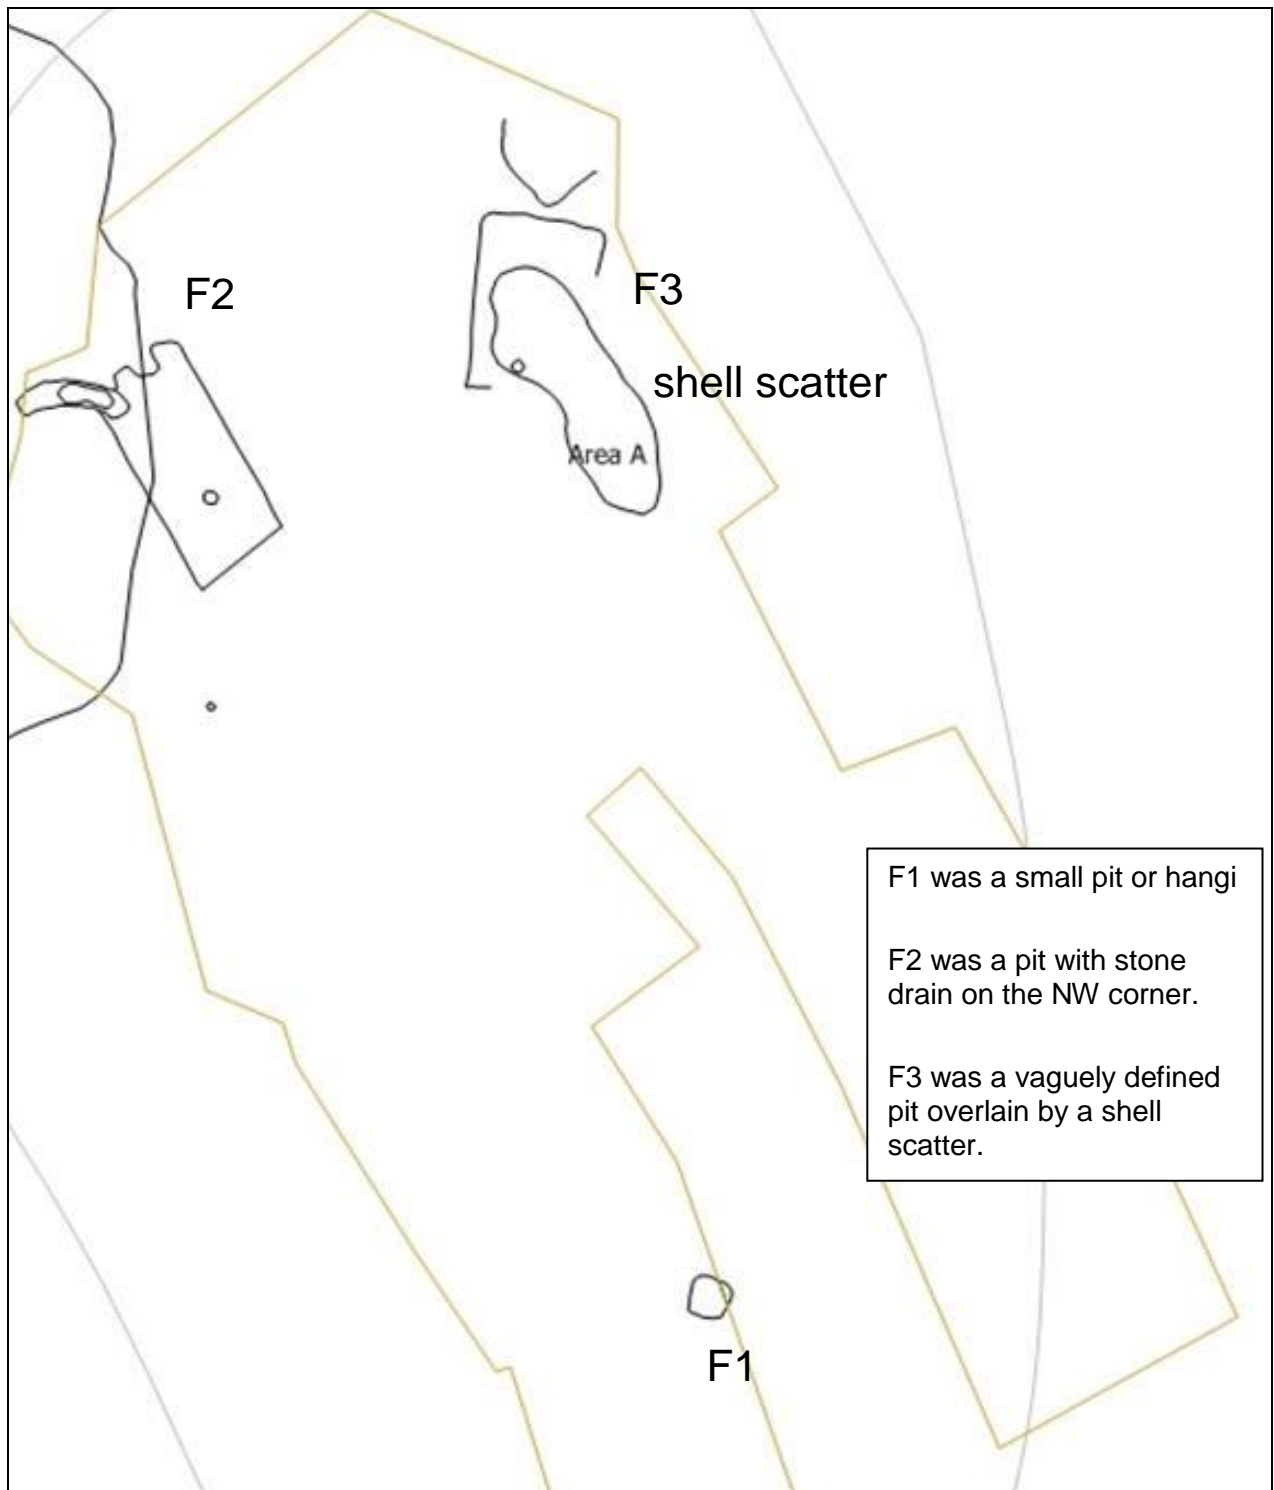 F2
F3
shell scatter
Area A
F1 was a small pit or hangi
F2 was a pit with stone
drain on the NW corner.
F3 was a vaguely defined
pit overlain by a shell
scatter.
F1